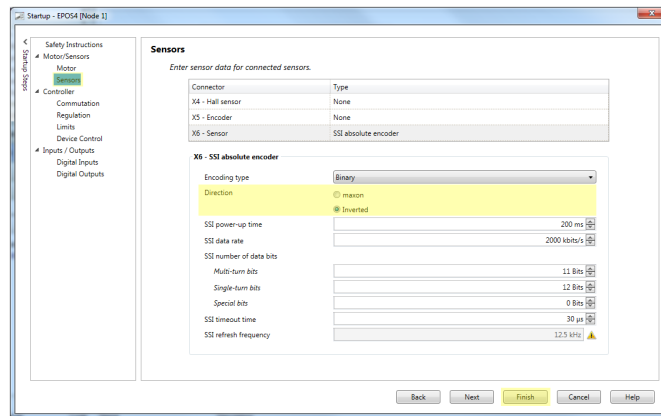 Startup - EPOS4 [Node 1]
Startup Steps
Safety Instructions
Motor/Sensors
Motor
Sensors
Controller
Commutation
Regulation
Limits
Device Control
Inputs / Outputs
Digital Inputs
Digital Outputs
Sensors
Enter sensor data for connected sensors.
Connector Type
X4 - Hall sensor None
X5 - Encoder None
X6 - Sensor SSI absolute encoder
X6 - SSI absolute encoder
Encoding type Binary
Direction maxon
Inverted
SSI power-up time 200 ms
SSI data rate 2000 kbits/s
SSI number of data bits
Multi-turn bits 11 Bits
Single-turn bits 12 Bits
Special bits 0 Bits
SSI timeout time 30 µs
SSI refresh frequency 12.5 kHz
Back Next Finish Cancel Help